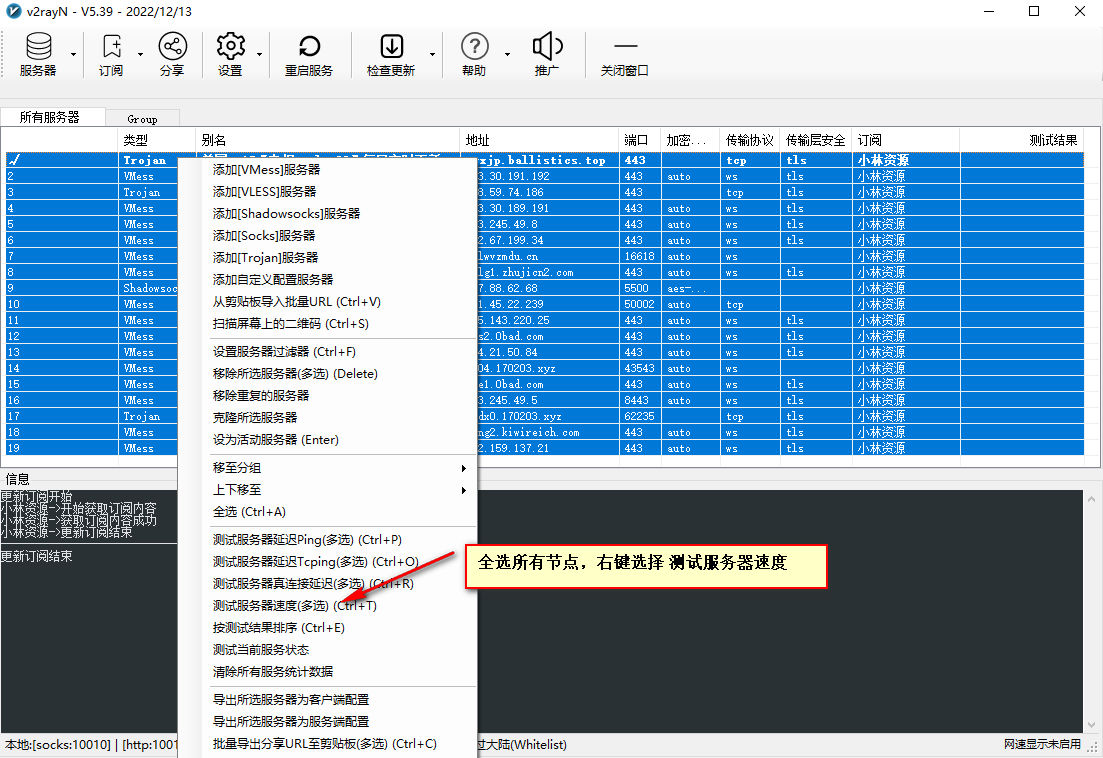 v2rayN - V5.39 - 2022/12/13
服务器 订阅 分享 设置 重启服务 检查更新 帮助 推广 关闭窗口
所有服务器 Group
类型 别名 地址 端口 加密... 传输协议 传输层安全 订阅 测试结果
√ Trojan xjp.ballistics.top 443 tcp tls 小林资源
2 VMess 3.30.191.192 443 auto ws tls 小林资源
3 Trojan 8.59.74.186 443 tcp tls 小林资源
4 VMess 3.30.189.191 443 auto ws tls 小林资源
5 VMess 3.245.49.8 443 auto ws tls 小林资源
6 VMess 2.67.199.34 443 auto ws tls 小林资源
7 VMess lwvzmdu.cn 16618 auto ws 小林资源
8 VMess lg1.zhujicn2.com 443 auto ws tls 小林资源
9 Shadowsoc 7.88.62.68 5500 aes-... 小林资源
10 VMess 1.45.22.239 50002 auto tcp 小林资源
11 VMess 5.143.220.25 443 auto ws tls 小林资源
12 VMess s2.0bad.com 443 auto ws tls 小林资源
13 VMess 4.21.50.84 443 auto ws tls 小林资源
14 VMess 04.170203.xyz 43543 auto ws 小林资源
15 VMess e1.0bad.com 443 auto ws tls 小林资源
16 VMess 3.245.49.5 8443 auto ws tls 小林资源
17 Trojan dx0.170203.xyz 62235 tcp tls 小林资源
18 VMess ng2.kiwireich.com 443 auto ws tls 小林资源
19 VMess 2.159.137.21 443 auto ws tls 小林资源
添加[VMess]服务器
添加[VLESS]服务器
添加[Shadowsocks]服务器
添加[Socks]服务器
添加[Trojan]服务器
添加自定义配置服务器
从剪贴板导入批量URL (Ctrl+V)
扫描屏幕上的二维码 (Ctrl+S)
设置服务器过滤器 (Ctrl+F)
移除所选服务器(多选) (Delete)
移除重复的服务器
克隆所选服务器
设为活动服务器 (Enter)
移至分组
上下移至
全选 (Ctrl+A)
测试服务器延迟Ping(多选) (Ctrl+P)
测试服务器延迟Tcping(多选) (Ctrl+O)
测试服务器真连接延迟(多选) (Ctrl+R)
测试服务器速度(多选) (Ctrl+T)
按测试结果排序 (Ctrl+E)
测试当前服务状态
清除所有服务统计数据
导出所选服务器为客户端配置
导出所选服务器为服务端配置
批量导出分享URL至剪贴板(多选) (Ctrl+C)
全选所有节点，右键选择 测试服务器速度
信息
更新订阅开始
小林资源->开始获取订阅内容
小林资源->获取订阅内容成功
小林资源->更新订阅结束
更新订阅结束
本地:[socks:10010] | [http:1001 过大陆(Whitelist) 网速显示未启用